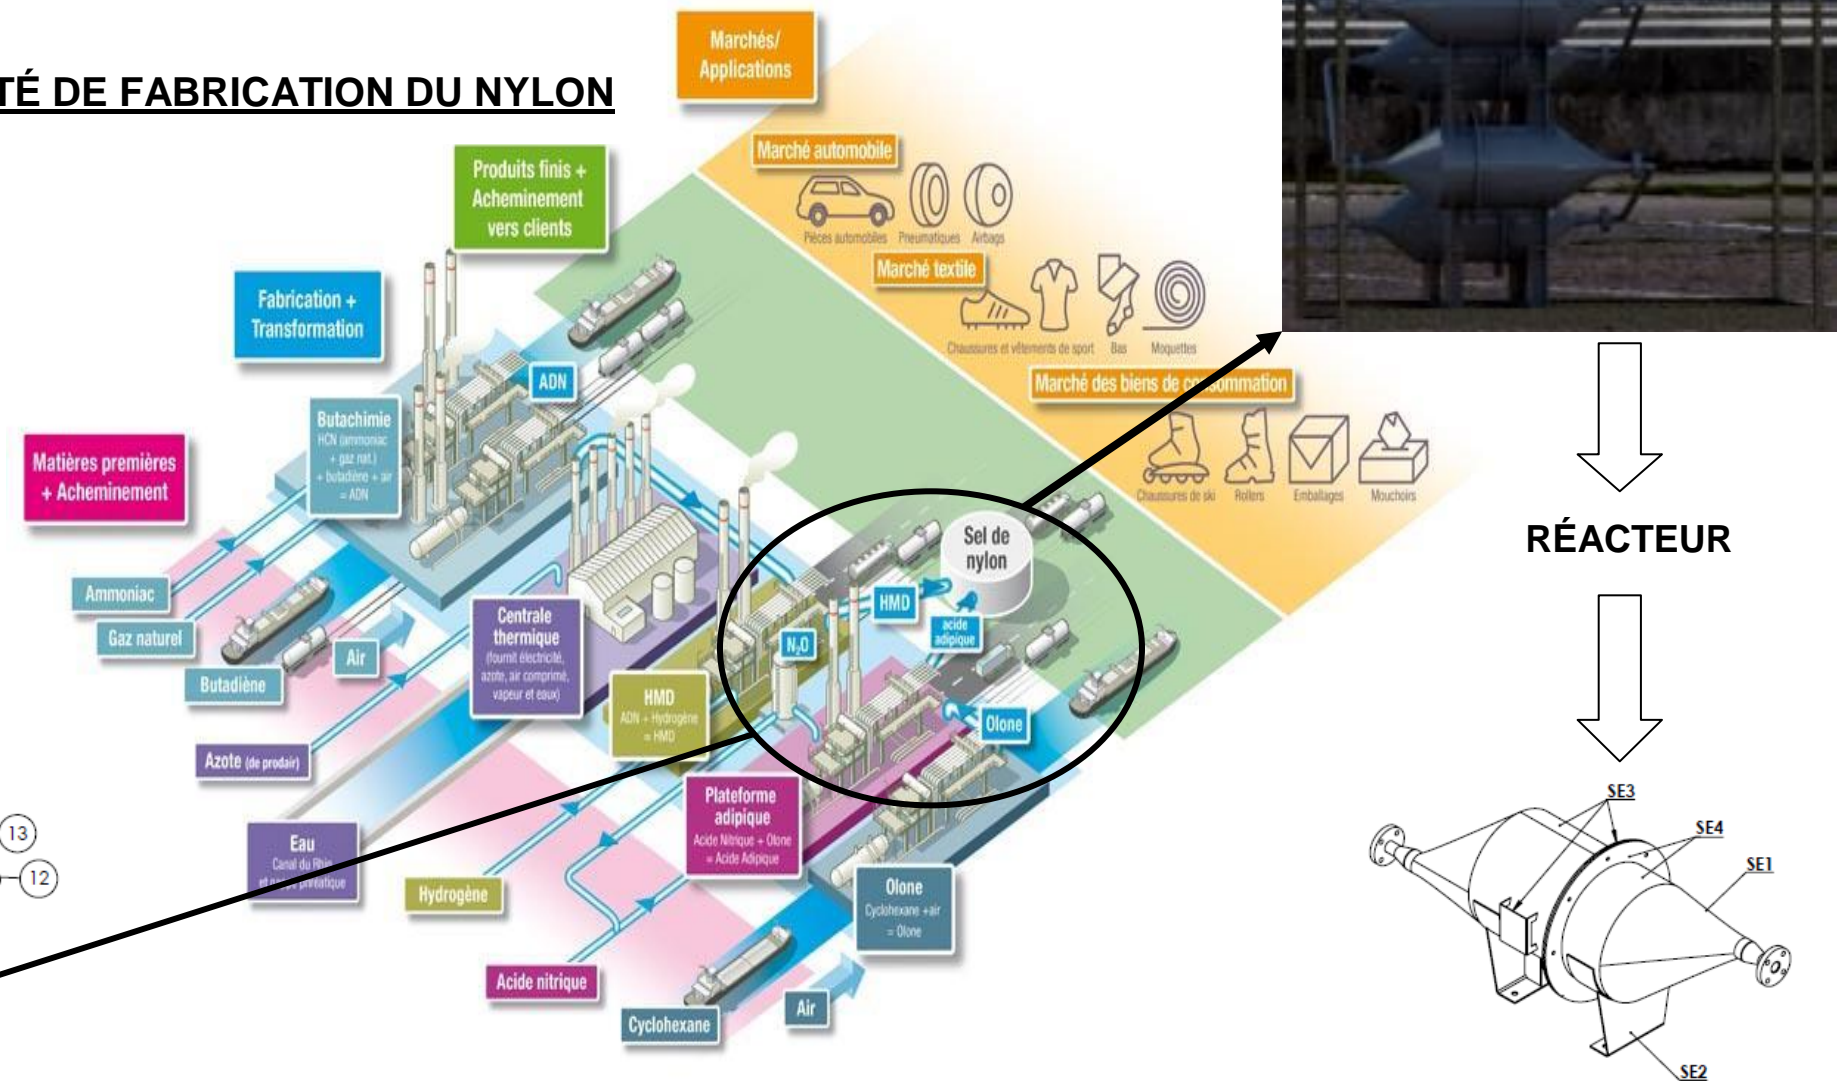 TÉ DE FABRICATION DU NYLON
Marchés/
Applications
Marché automobile
Pièces automobiles
Pneumatiques
Airbags
Produits finis +
Acheminement
vers clients
Marché textile
Chaussures et vêtements de sport
Bas
Moquettes
Fabrication +
Transformation
ADN
Marché des biens de consommation
Chaussures de ski
Rollers
Emballages
Mouchoirs
Butachimie
HCN (ammoniac
+ gaz nat.)
+ butadiène + air
= ADN
Matières premières
+ Acheminement
RÉACTEUR
Sel de
nylon
Ammoniac
Gaz naturel
Butadiène
Air
Centrale
thermique
(fournit électricité,
azote, air comprimé,
vapeur et eaux)
HMD
acide
adipique
N2O
HMD
ADN + Hydrogène
= HMD
Olone
Azote (de prodair)
Plateforme
adipique
Acide Nitrique + Olone
= Acide Adipique
Eau
Canal du Rhin
et nappe phréatique
13
12
Hydrogène
Olone
Cyclohexane +air
= Olone
Acide nitrique
Cyclohexane
Air
SE3
SE4
SE1
SE2